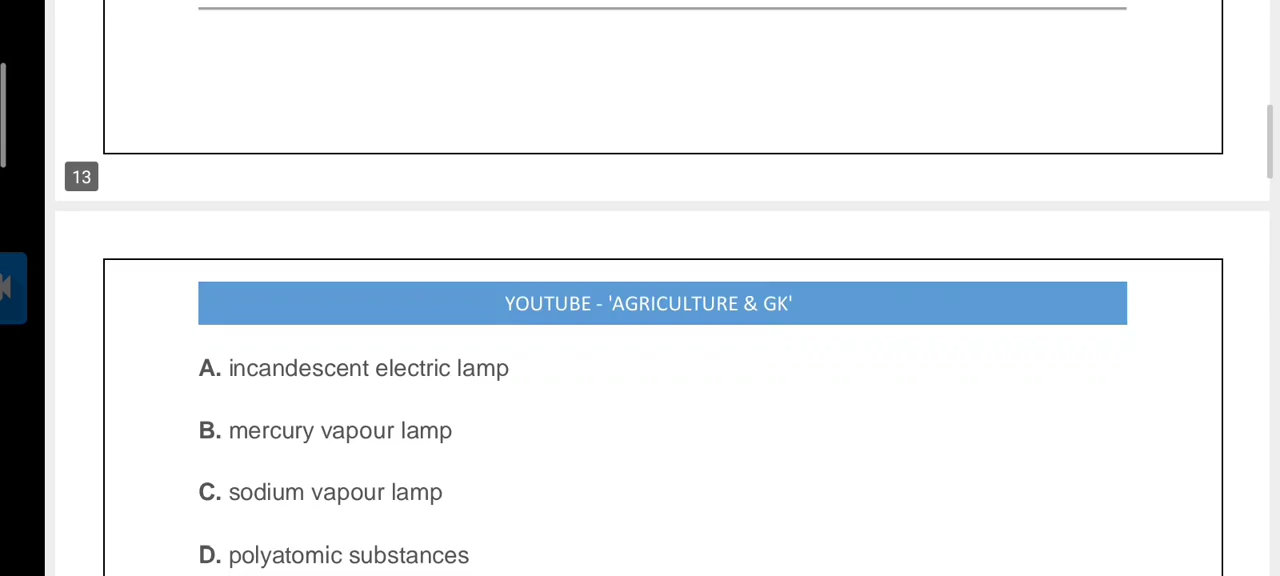 13
YOUTUBE - 'AGRICULTURE & GK'
A. incandescent electric lamp
B. mercury vapour lamp
C. sodium vapour lamp
D. polyatomic substances